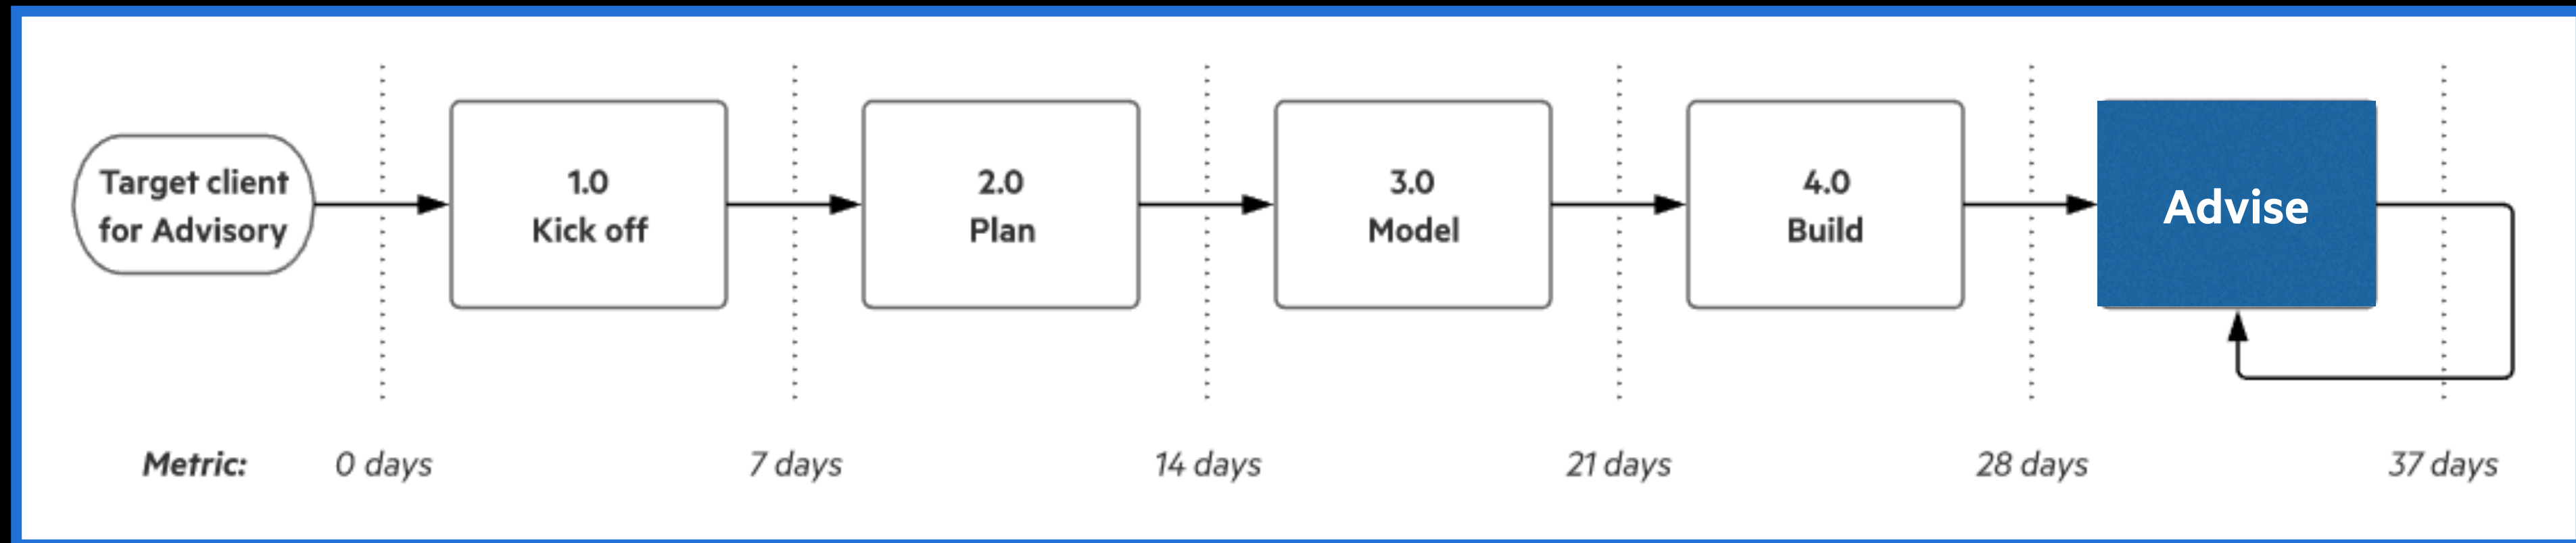 Target client
for Advisory
1.0
Kick off
2.0
Plan
3.0
Model
4.0
Build
Advise
Metric: 0 days 7 days 14 days 21 days 28 days 37 days